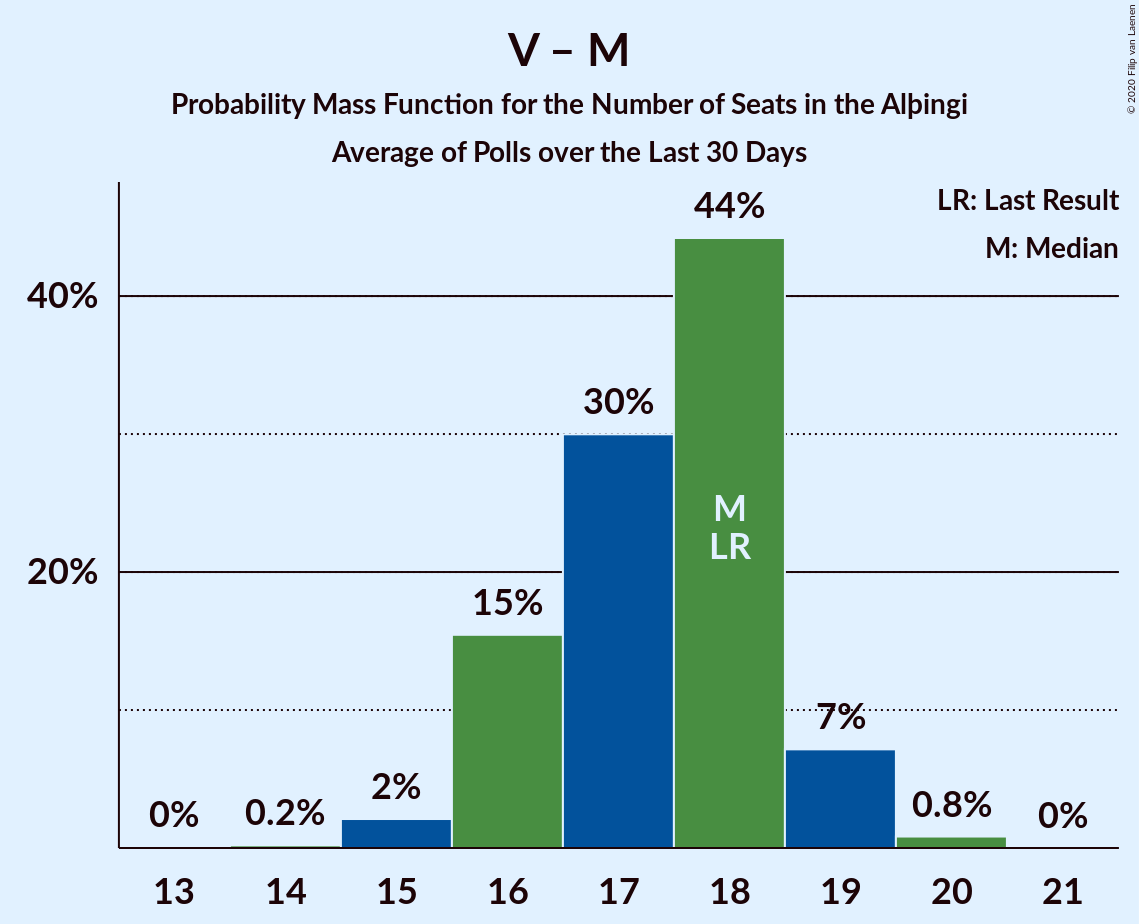 V – M
Probability Mass Function for the Number of Seats in the Alþingi
Average of Polls over the Last 30 Days
© 2020 Filip van Laenen
LR: Last Result
M: Median
40%
20%
0%
0.2%
2%
15%
30%
44%
M
LR
7%
0.8%
0%
13 14 15 16 17 18 19 20 21